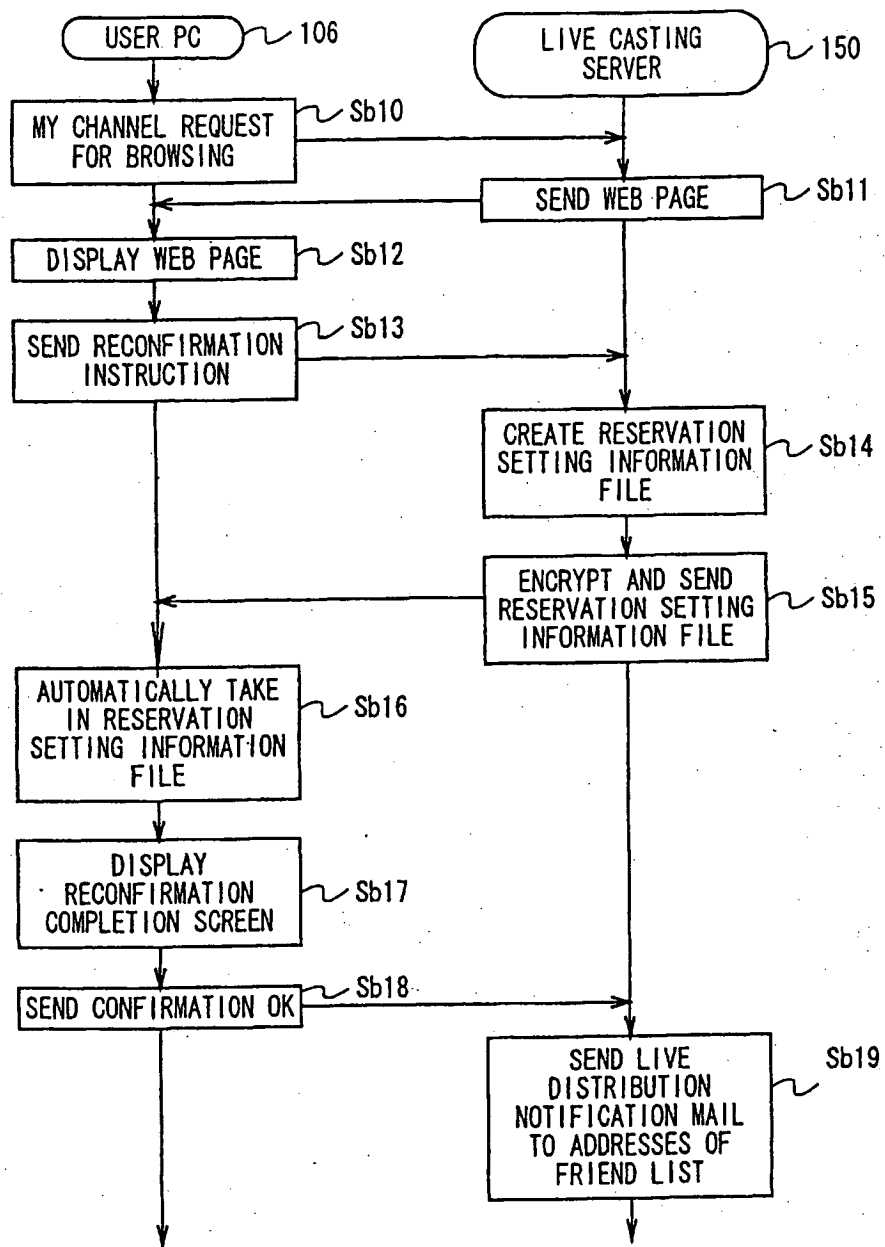 USER PC
106
LIVE CASTING
SERVER
150
MY CHANNEL REQUEST
FOR BROWSING
Sb10
SEND WEB PAGE
Sb11
DISPLAY WEB PAGE
Sb12
SEND RECONFIRMATION
INSTRUCTION
Sb13
CREATE RESERVATION
SETTING INFORMATION
FILE
Sb14
ENCRYPT AND SEND
RESERVATION SETTING
INFORMATION FILE
Sb15
AUTOMATICALLY TAKE
IN RESERVATION
SETTING INFORMATION
FILE
Sb16
DISPLAY
RECONFIRMATION
COMPLETION SCREEN
Sb17
SEND CONFIRMATION OK
Sb18
SEND LIVE
DISTRIBUTION
NOTIFICATION MAIL
TO ADDRESSES OF
FRIEND LIST
Sb19